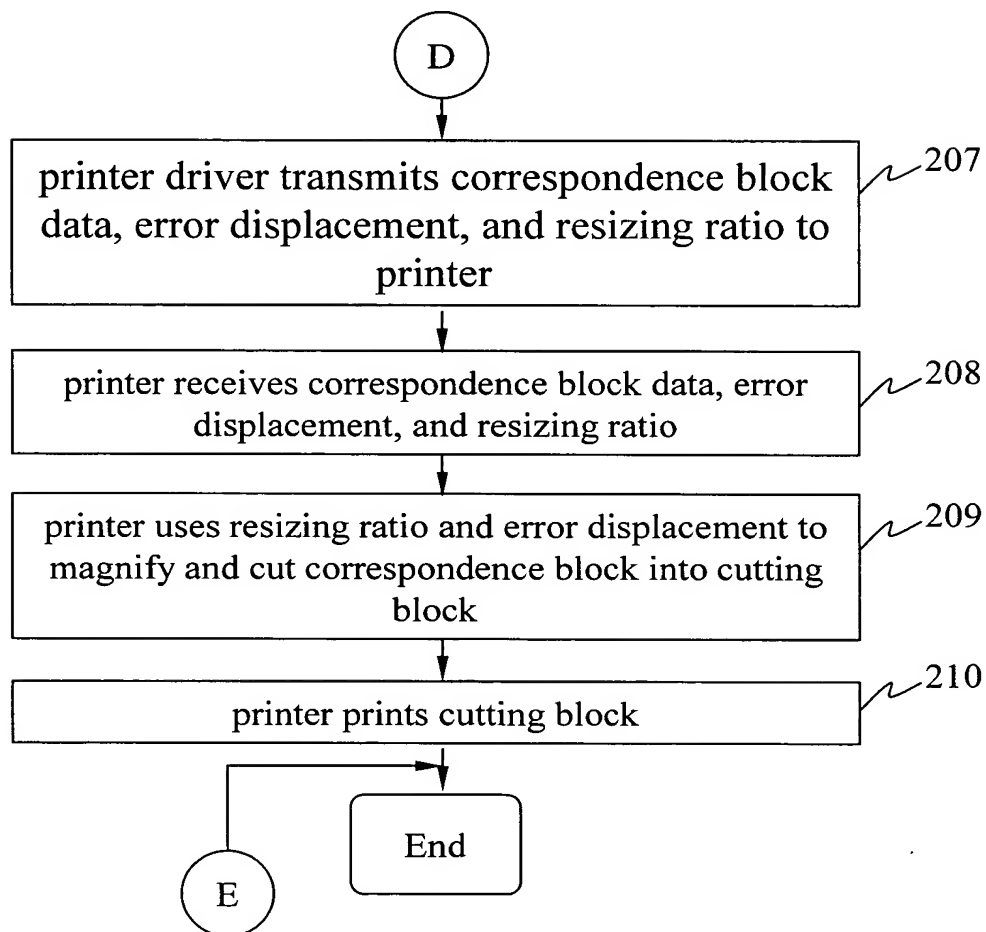 D
printer driver transmits correspondence block
data, error displacement, and resizing ratio to
printer
207
printer receives correspondence block data, error
displacement, and resizing ratio
208
printer uses resizing ratio and error displacement to
magnify and cut correspondence block into cutting
block
209
printer prints cutting block
210
End
E